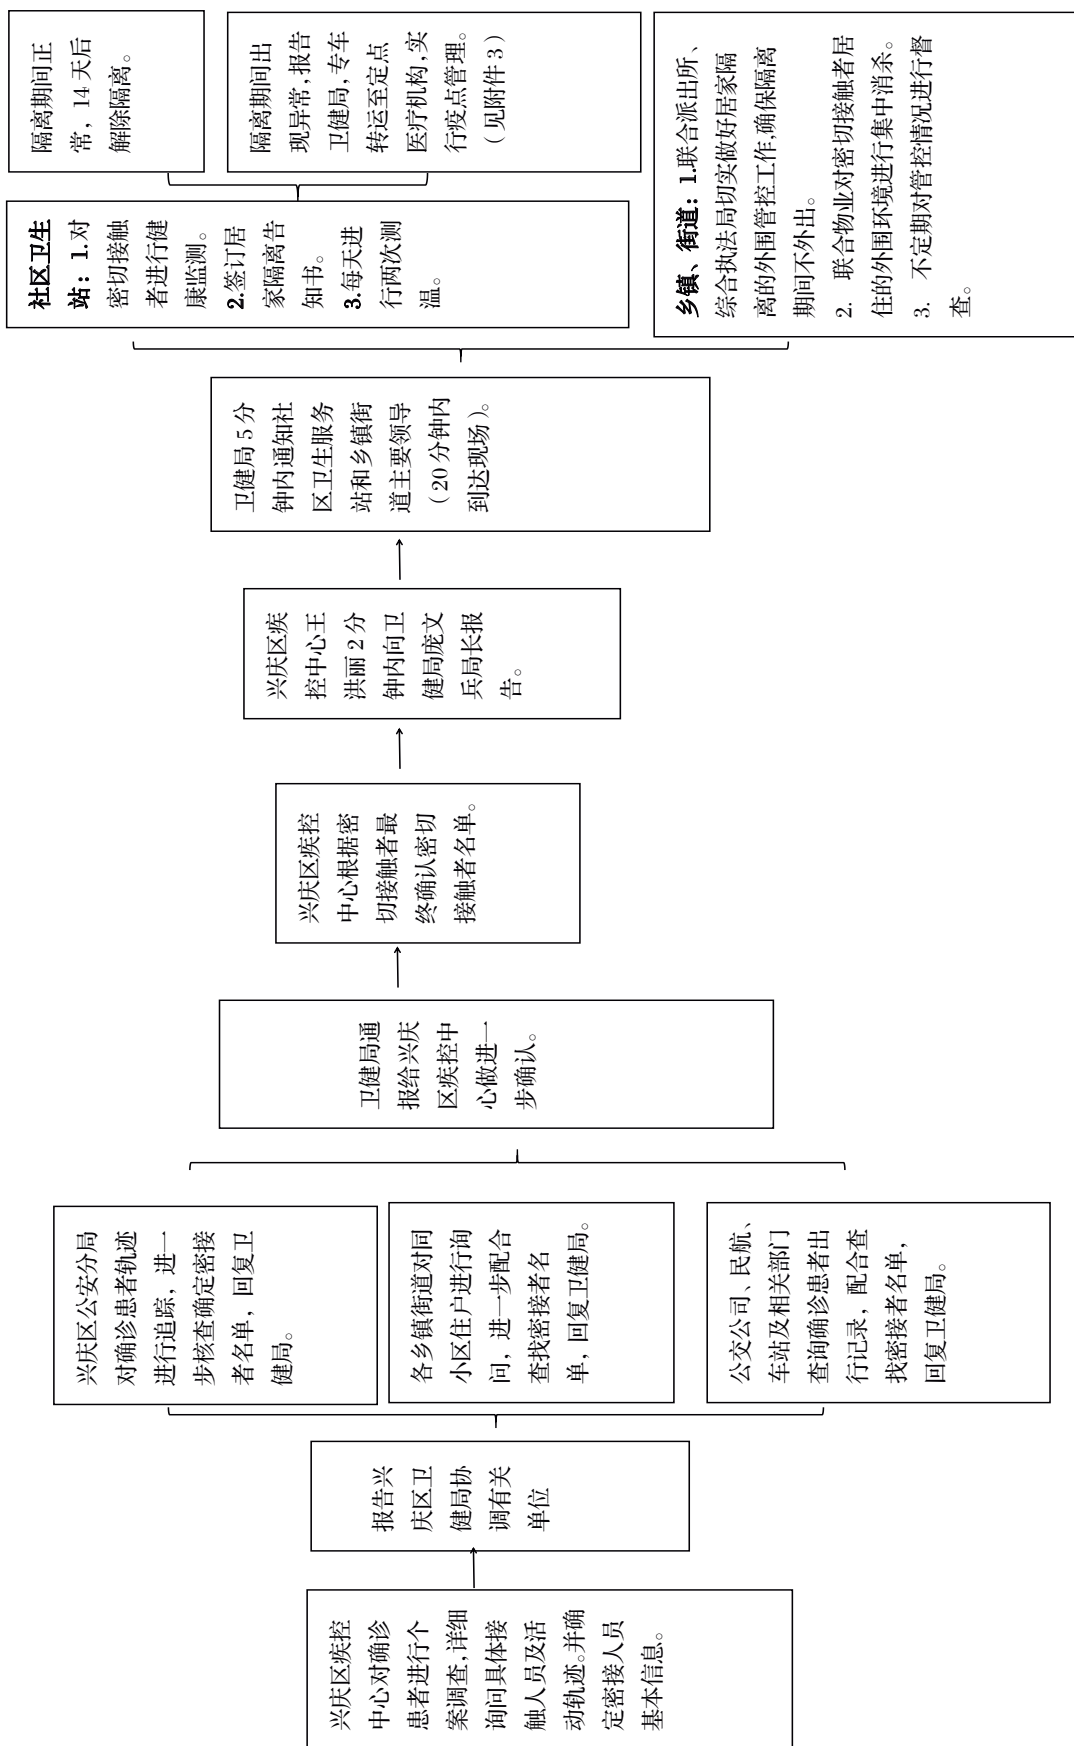 兴庆区疾控
中心对确诊
患者进行个
案调查,详细
询问具体接
触人员及活
动轨迹。并确
定密接人员
基本信息。
报告兴
庆区卫
健局协
调有关
单位
兴庆区公安分局
对确诊患者轨迹
进行追踪，进一
步核查确定密接
者名单，回复卫
健局。
各乡镇街道对同
小区住户进行询
问，进一步配合
查找密接者名
单，回复卫健局。
公交公司、民航、
车站及相关部门
查询确诊患者出
行记录，配合查
找密接者名单，
回复卫健局。
卫健局通
报给兴庆
区疾控中
心做进一
步确认。
兴庆区疾控
中心根据密
切接触者最
终确认密切
接触者名单。
兴庆区疾
控中心王
洪丽 2 分
钟内向卫
健局庞文
兵局长报
告。
卫健局 5 分
钟内通知社
区卫生服务
站和乡镇街
道主要领导
（20 分钟内
到达现场）。
社区卫生
站：1.对
密切接触
者进行健
康监测。
2.签订居
家隔离告
知书。
3.每天进
行两次测
温。
乡镇、街道：1.联合派出所、
综合执法局切实做好居家隔
离的外围管控工作,确保隔离
期间不外出。
2. 联合物业对密切接触者居
住的外围环境进行集中消杀。
3. 不定期对管控情况进行督
查。
隔离期间正
常，14 天后
解除隔离。
隔离期间出
现异常,报告
卫健局,专车
转运至定点
医疗机构,实
行疫点管理。
（见附件 3）